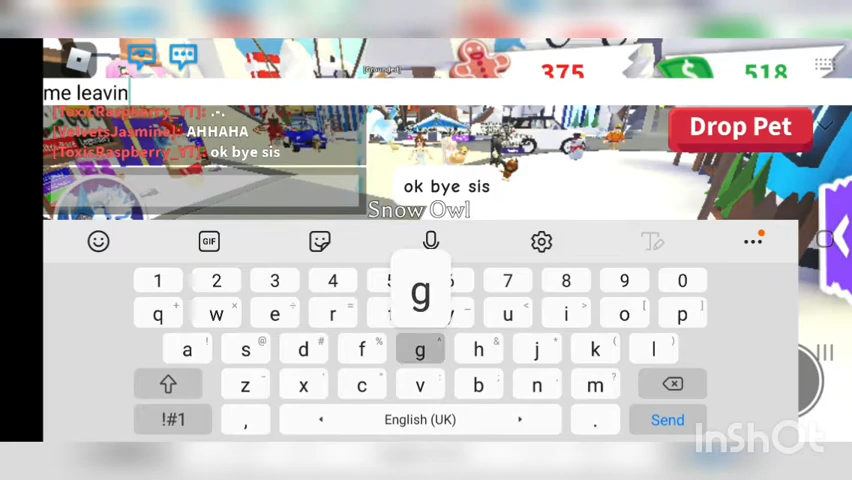 [Grounded]
375
518
me leavin
[ToxicRaspberry_YT]: .-.
[VelvetsJasmine]: AHHAHA
[ToxicRaspberry_YT]: ok bye sis
Drop Pet
ok bye sis
Snow Owl
GIF
g
1 2 3 4 5 6 7 8 9 0
q w e r t y u i o p
a s d f g h j k l
z x c v b n m
!#1 , English (UK) . Send
InShOt